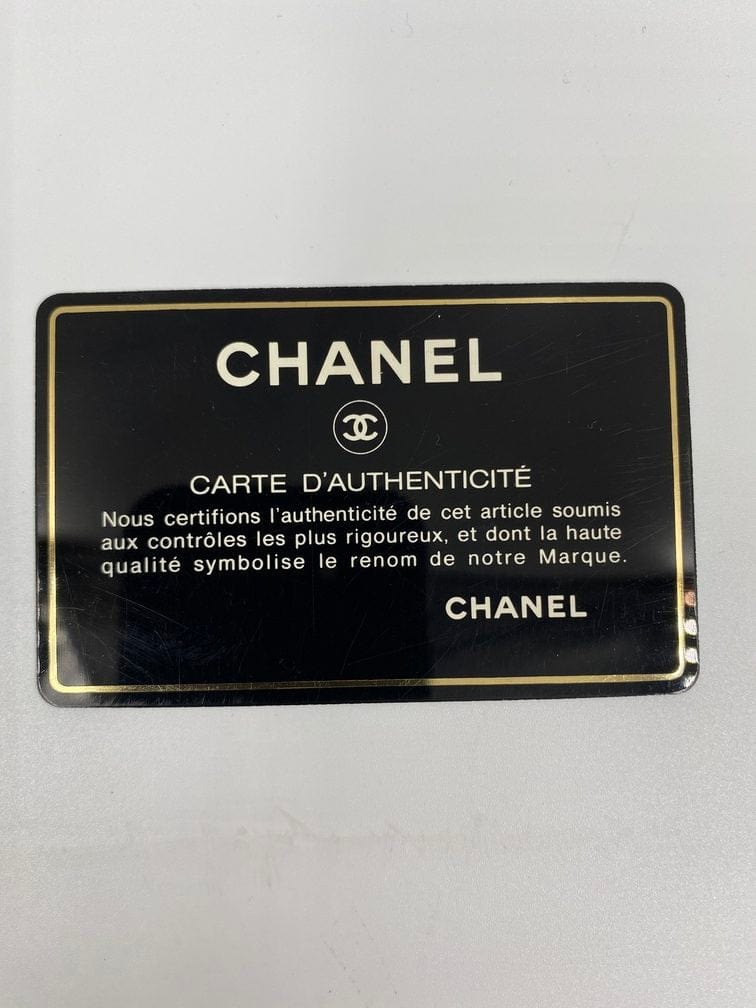 CHANEL
CARTE D'AUTHENTICITÉ
Nous certifions l'authenticité de cet article soumis
aux contrôles les plus rigoureux, et dont la haute
qualité symbolise le renom de notre Marque.
CHANEL